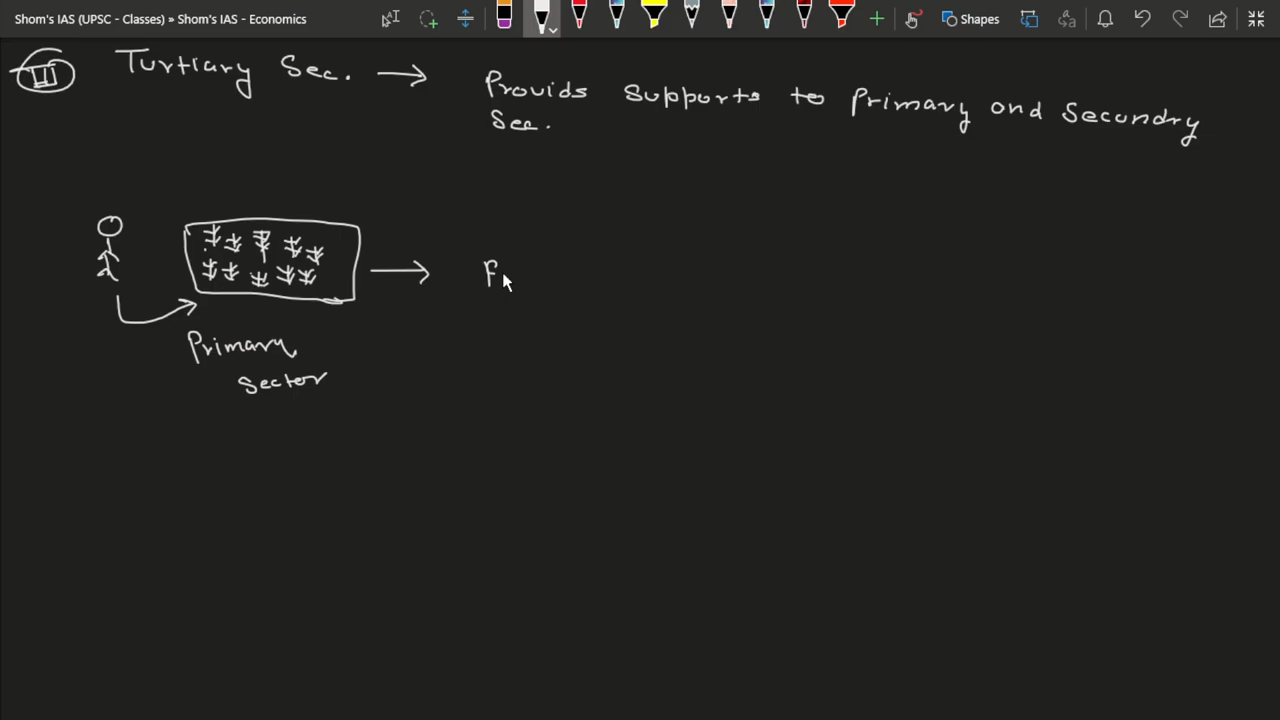 Shom's IAS (UPSC - Classes) » Shom's IAS - Economics
Shapes
III Turtiary Sec. → Provids supports to Primary and Secundry
Sec.
F
Primary
sector